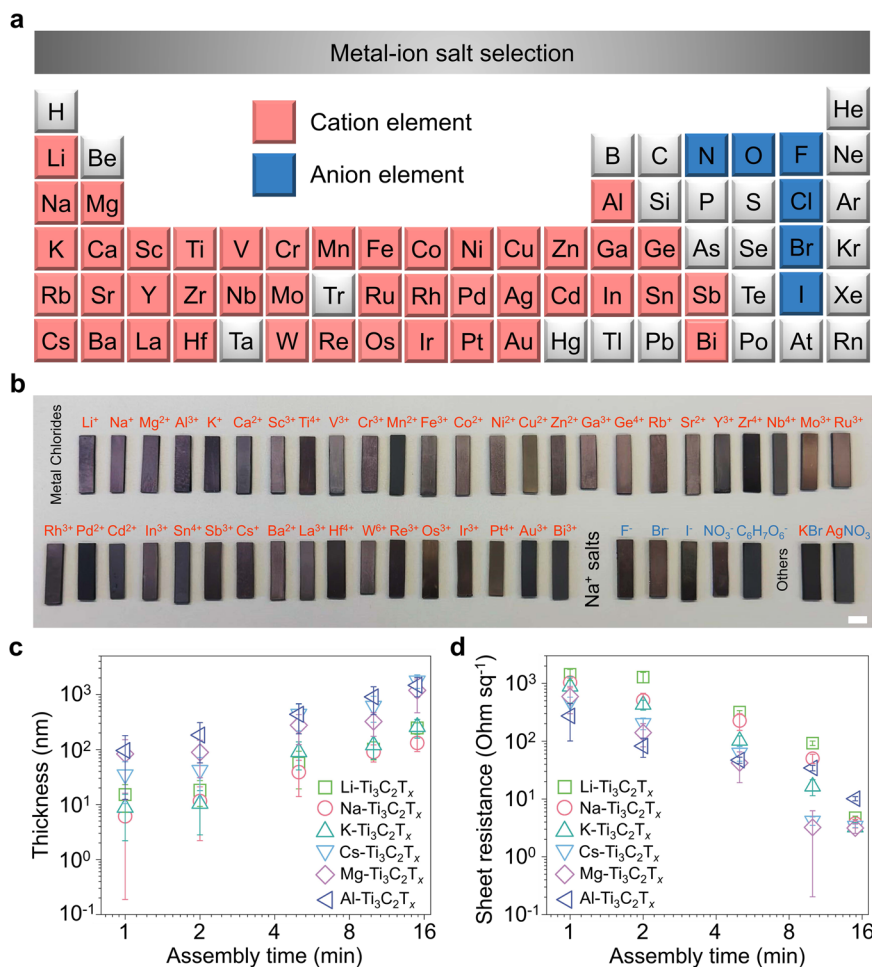 a
Metal-ion salt selection
H He
Cation element
Li Be B C N O F Ne
Anion element
Na Mg Al Si P S Cl Ar
K Ca Sc Ti V Cr Mn Fe Co Ni Cu Zn Ga Ge As Se Br Kr
Rb Sr Y Zr Nb Mo Tr Ru Rh Pd Ag Cd In Sn Sb Te I Xe
Cs Ba La Hf Ta W Re Os Ir Pt Au Hg Tl Pb Bi Po At Rn
b
Metal Chlorides
Li⁺ Na⁺ Mg²⁺ Al³⁺ K⁺ Ca²⁺ Sc³⁺ Ti⁴⁺ V³⁺ Cr³⁺ Mn²⁺ Fe³⁺ Co²⁺ Ni²⁺ Cu²⁺ Zn²⁺ Ga³⁺ Ge⁴⁺ Rb⁺ Sr²⁺ Y³⁺ Zr⁴⁺ Nb⁴⁺ Mo³⁺ Ru³⁺
Rh³⁺ Pd²⁺ Cd²⁺ In³⁺ Sn⁴⁺ Sb³⁺ Cs⁺ Ba²⁺ La³⁺ Hf⁴⁺ W⁶⁺ Re³⁺ Os³⁺ Ir³⁺ Pt⁴⁺ Au³⁺ Bi³⁺
Na⁺ salts
F⁻ Br⁻ I⁻ NO₃⁻ C₆H₇O₆⁻
Others
KBr AgNO₃
c
Thickness (nm)
10³
10²
10¹
10⁰
10⁻¹
Li-Ti₃C₂Tₓ
Na-Ti₃C₂Tₓ
K-Ti₃C₂Tₓ
Cs-Ti₃C₂Tₓ
Mg-Ti₃C₂Tₓ
Al-Ti₃C₂Tₓ
1 2 4 8 16
Assembly time (min)
d
Sheet resistance (Ohm sq⁻¹)
10³
10²
10¹
10⁰
10⁻¹
Li-Ti₃C₂Tₓ
Na-Ti₃C₂Tₓ
K-Ti₃C₂Tₓ
Cs-Ti₃C₂Tₓ
Mg-Ti₃C₂Tₓ
Al-Ti₃C₂Tₓ
1 2 4 8 16
Assembly time (min)